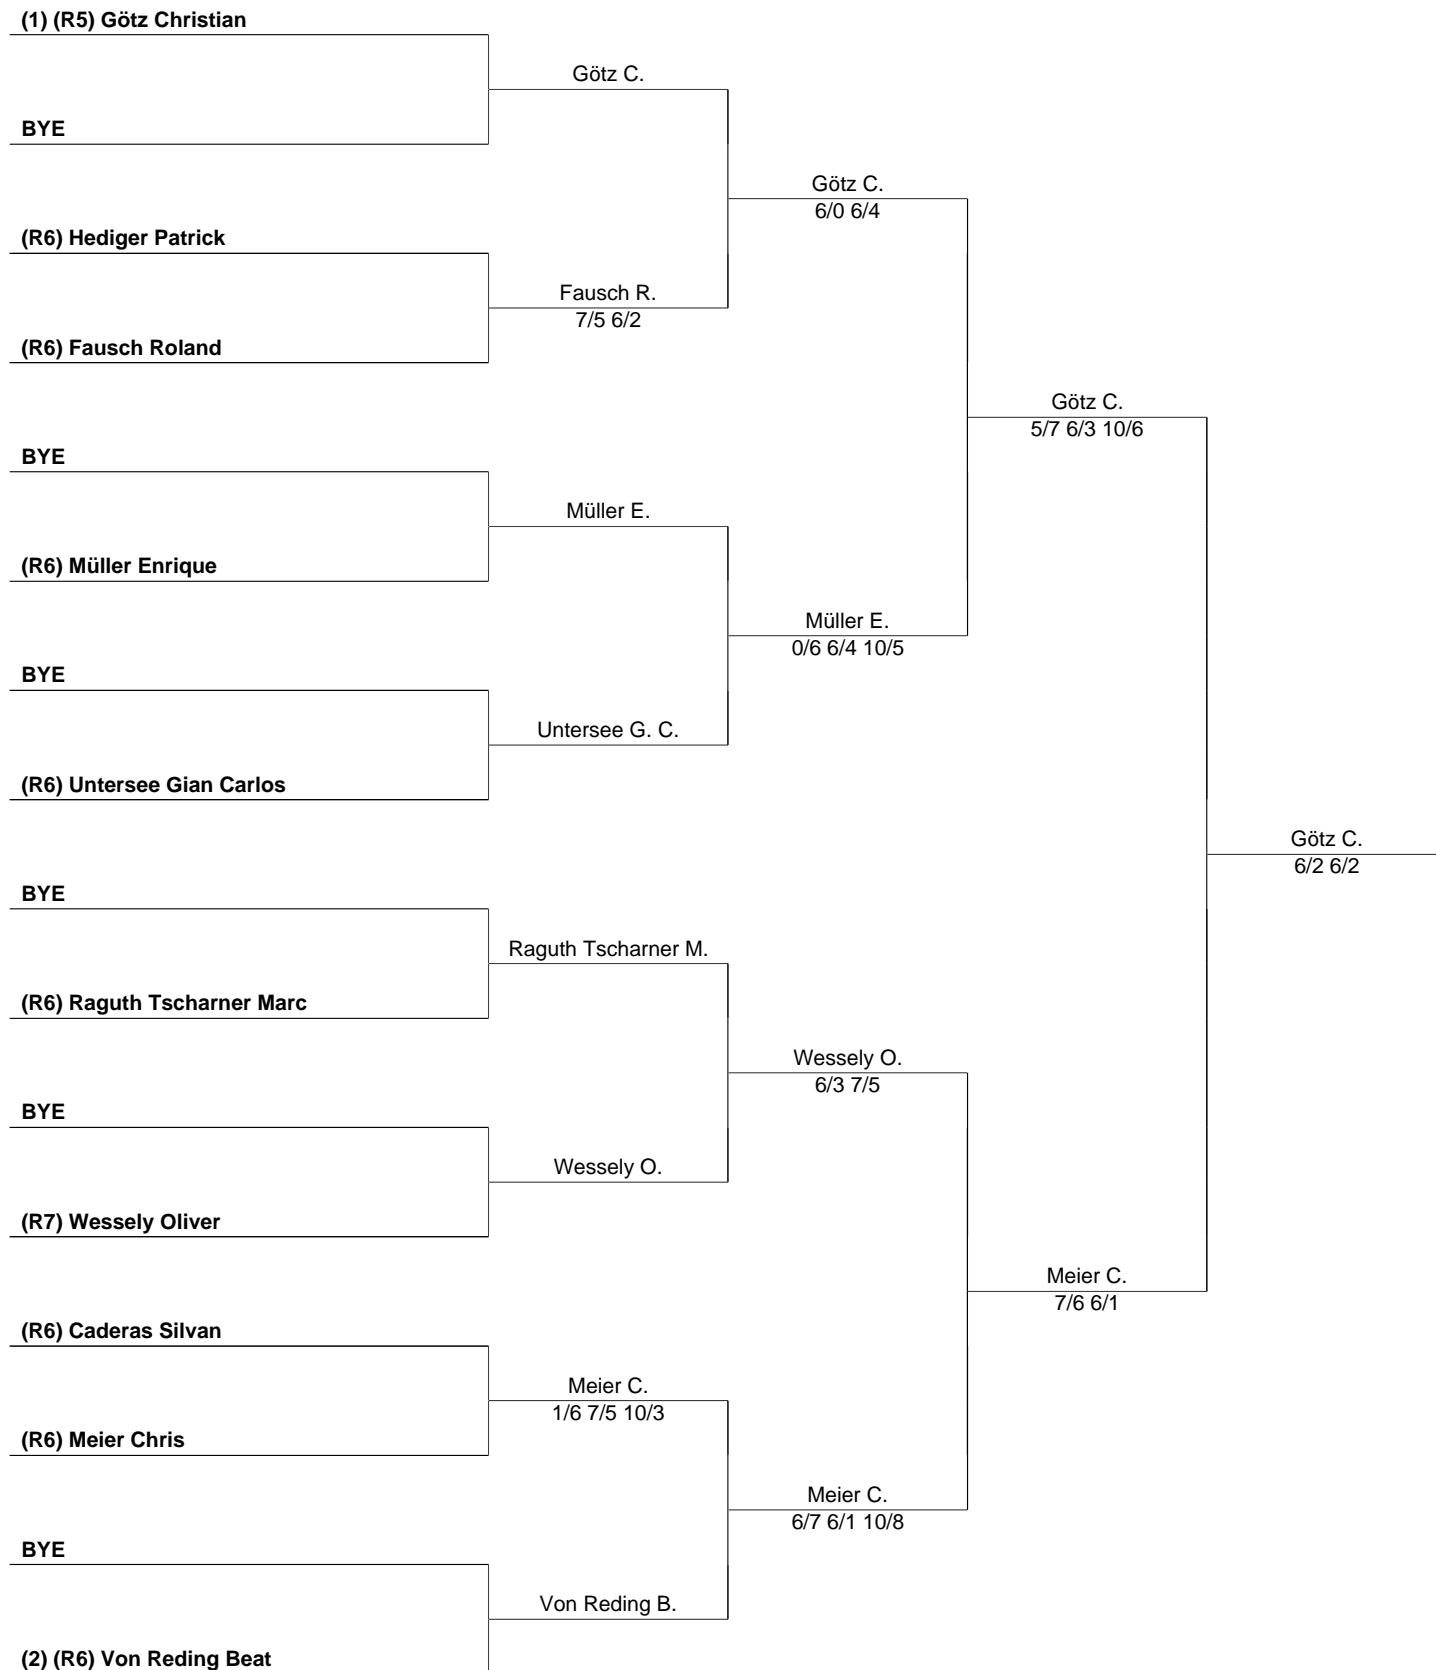 (1) (R5) Götz Christian
Götz C.
BYE
Götz C.
6/0 6/4
(R6) Hediger Patrick
Fausch R.
7/5 6/2
(R6) Fausch Roland
Götz C.
5/7 6/3 10/6
BYE
Müller E.
(R6) Müller Enrique
Müller E.
0/6 6/4 10/5
BYE
Untersee G. C.
(R6) Untersee Gian Carlos
Götz C.
6/2 6/2
BYE
Raguth Tscharner M.
(R6) Raguth Tscharner Marc
Wessely O.
6/3 7/5
BYE
Wessely O.
(R7) Wessely Oliver
Meier C.
7/6 6/1
(R6) Caderas Silvan
Meier C.
1/6 7/5 10/3
(R6) Meier Chris
Meier C.
6/7 6/1 10/8
BYE
Von Reding B.
(2) (R6) Von Reding Beat